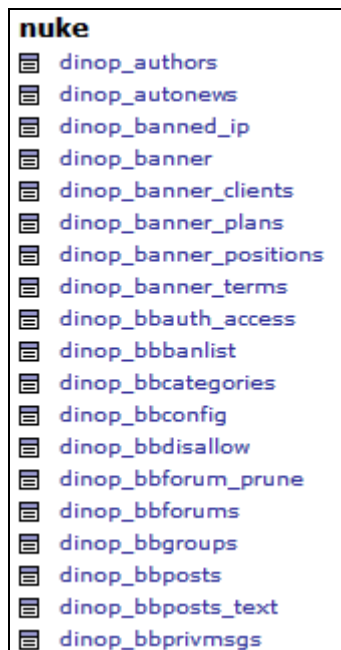 nuke
dinop_authors
dinop_autonews
dinop_banned_ip
dinop_banner
dinop_banner_clients
dinop_banner_plans
dinop_banner_positions
dinop_banner_terms
dinop_bbauth_access
dinop_bbbanlist
dinop_bbcategories
dinop_bbconfig
dinop_bbdisallow
dinop_bbforum_prune
dinop_bbforums
dinop_bbgroups
dinop_bbposts
dinop_bbposts_text
dinop_bbprivmsgs